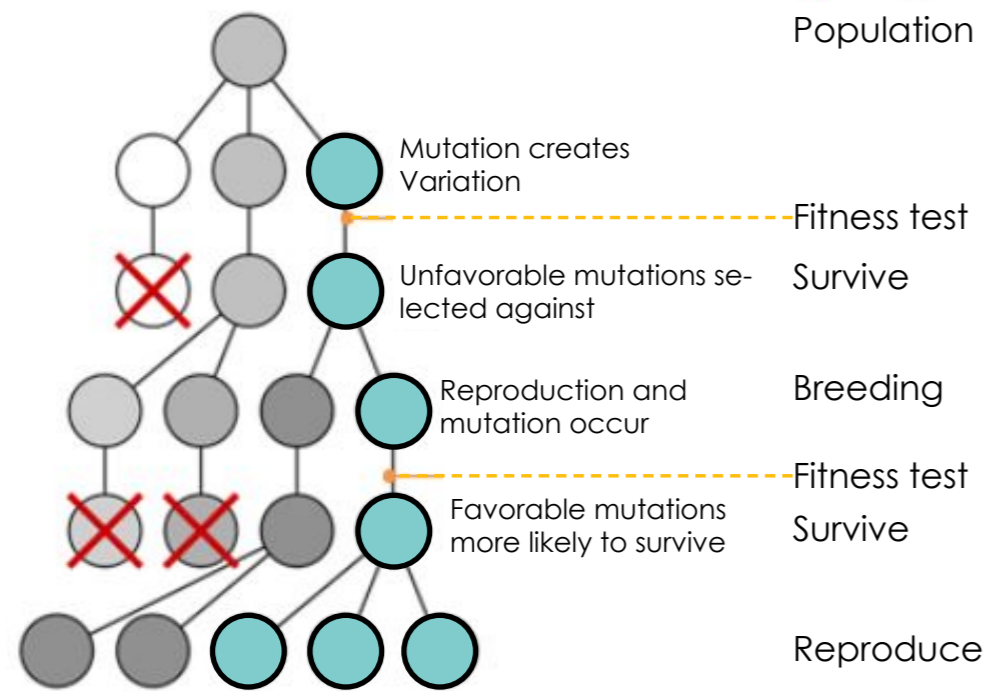 Population
Mutation creates
Variation
Fitness test
Unfavorable mutations se-
lected against
Survive
Reproduction and
mutation occur
Breeding
Fitness test
Favorable mutations
more likely to survive
Survive
Reproduce